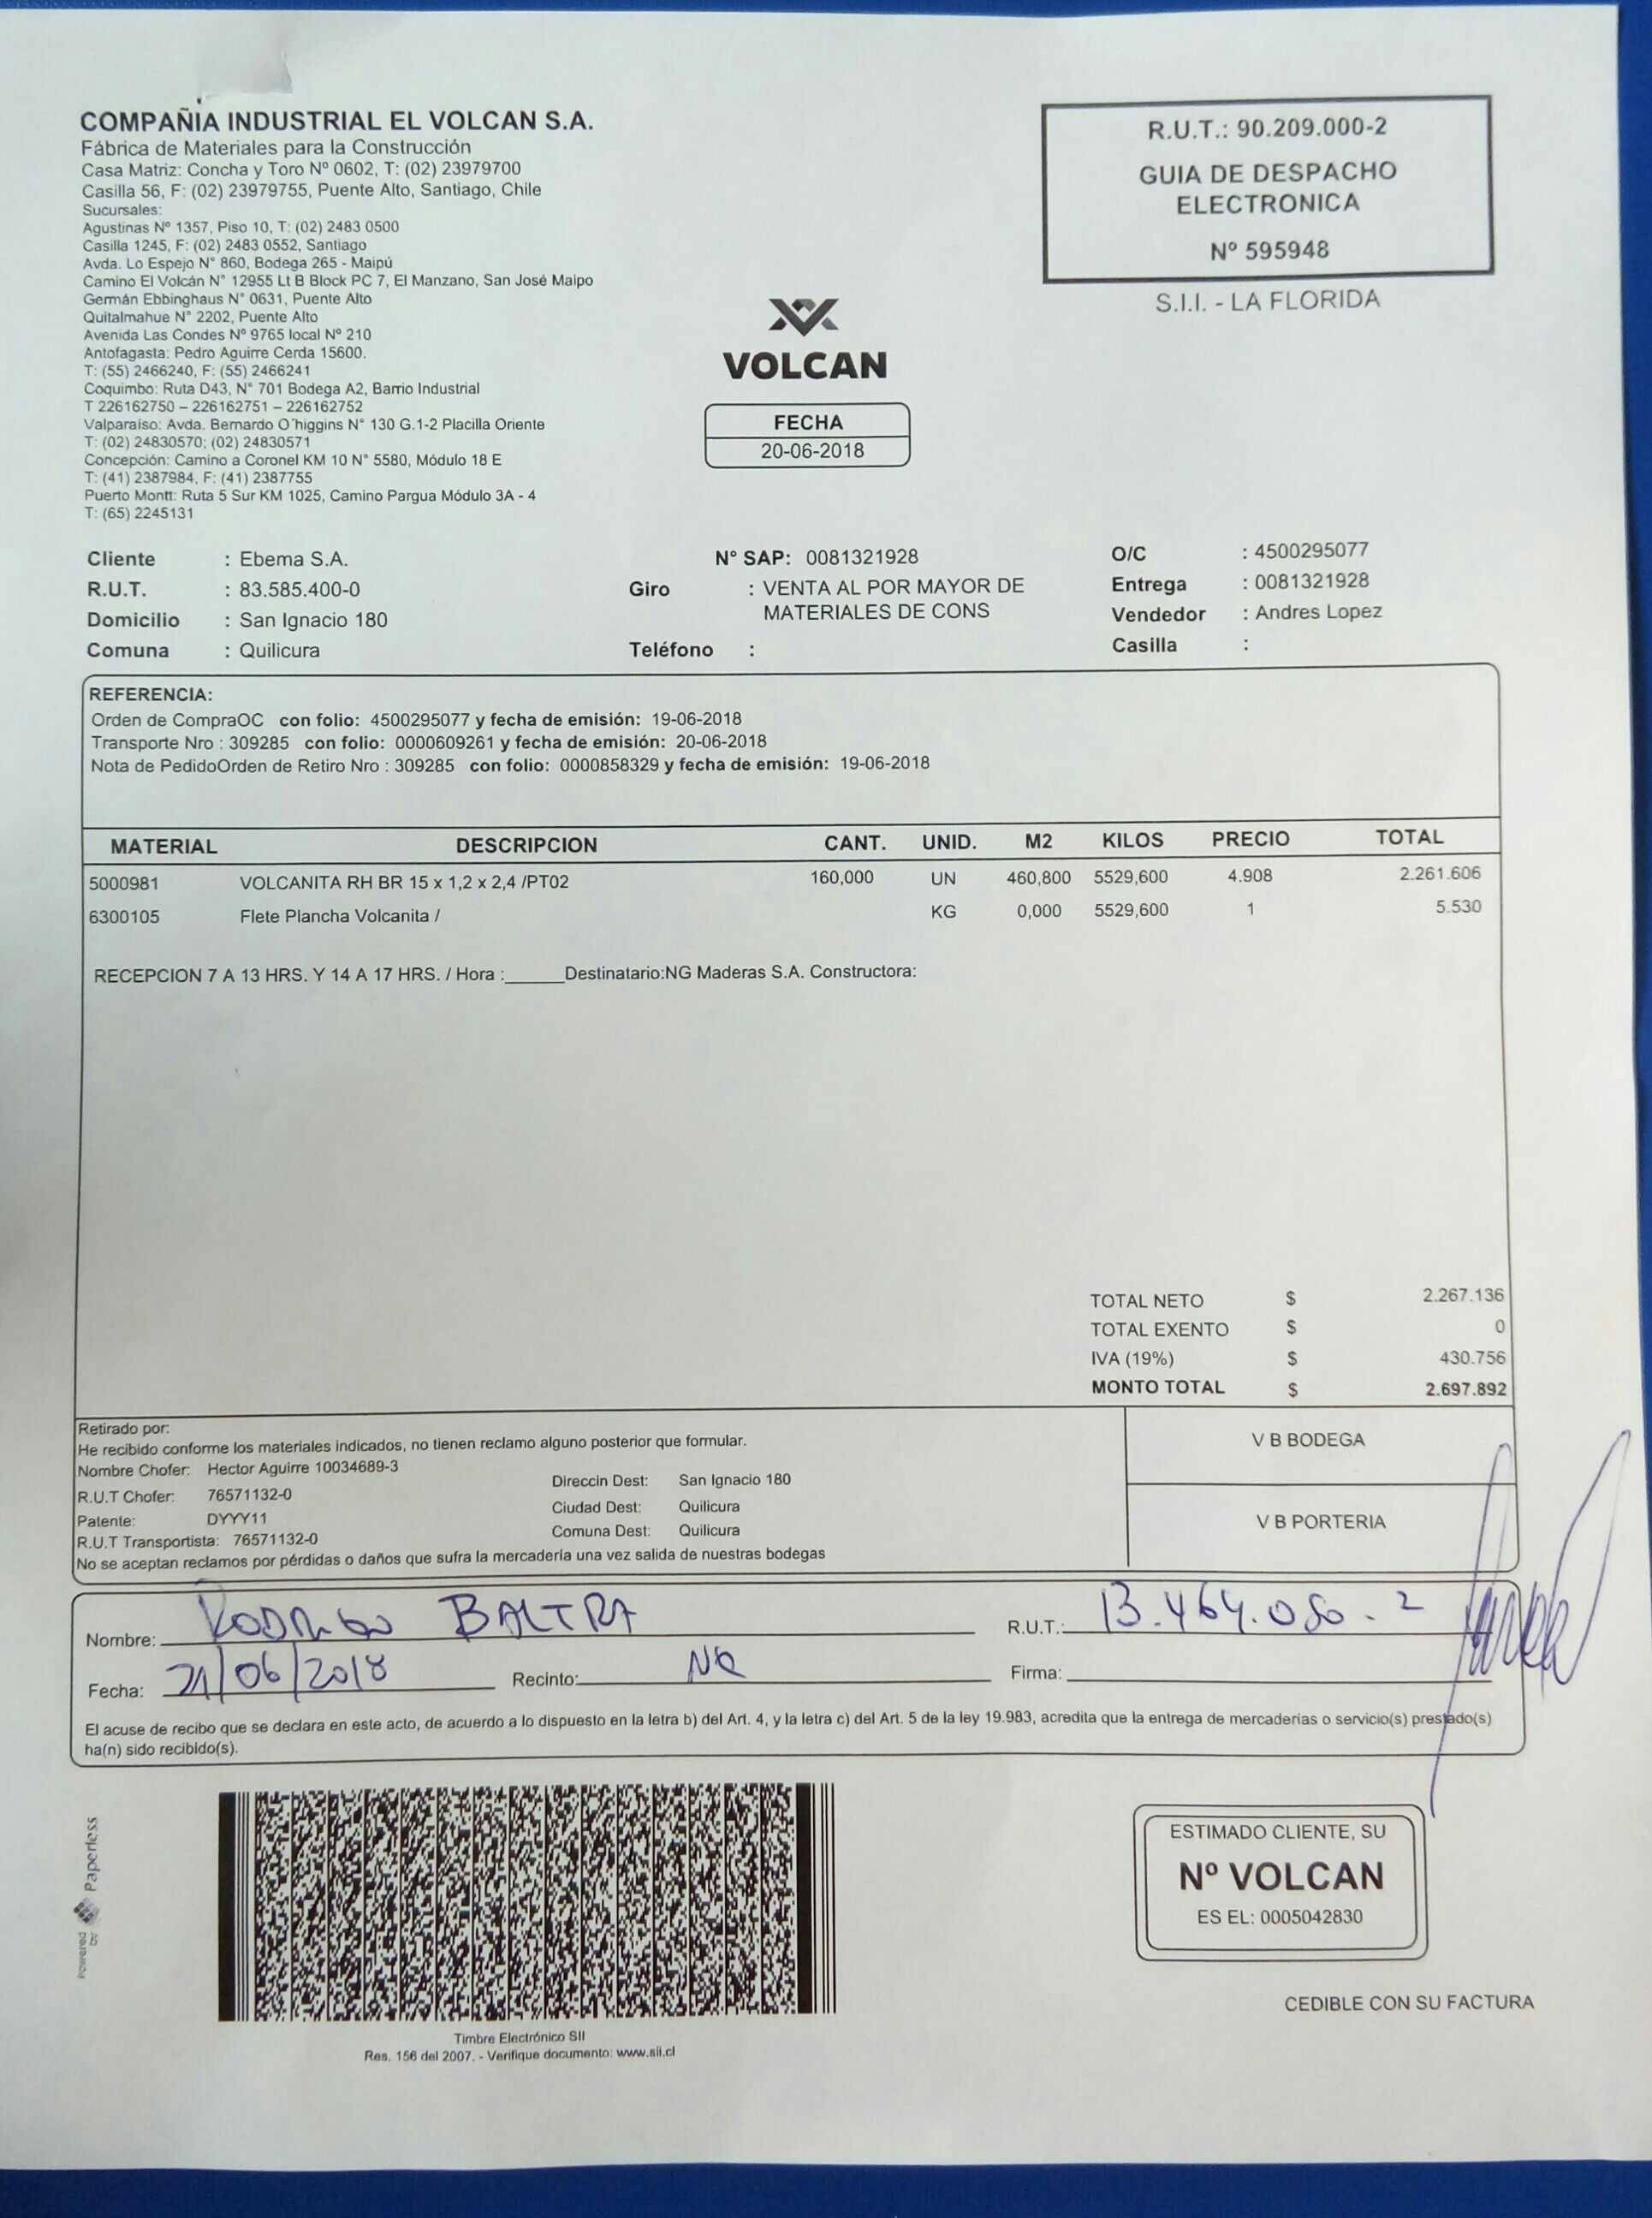 COMPAÑIA INDUSTRIAL EL VOLCAN S.A.
Fábrica de Materiales para la Construcción
Casa Matriz: Concha y Toro Nº 0602, T: (02) 23979700
Casilla 56, F: (02) 23979755, Puente Alto, Santiago, Chile
Sucursales:
Agustinas Nº 1357, Piso 10, T: (02) 2483 0500
Casilla 1245, F: (02) 2483 0552, Santiago
Avda. Lo Espejo N° 860, Bodega 265 - Maipú
Camino El Volcán N° 12955 Lt B Block PC 7, El Manzano, San José Maipo
Germán Ebbinghaus N° 0631, Puente Alto
Quitalmahue N° 2202, Puente Alto
Avenida Las Condes Nº 9765 local Nº 210
Antofagasta: Pedro Aguirre Cerda 15600.
T: (55) 2466240, F: (55) 2466241
Coquimbo: Ruta D43, N° 701 Bodega A2, Barrio Industrial
T 226162750 – 226162751 – 226162752
Valparaíso: Avda. Bernardo O´higgins N° 130 G.1-2 Placilla Oriente
T: (02) 24830570; (02) 24830571
Concepción: Camino a Coronel KM 10 N° 5580, Módulo 18 E
T: (41) 2387984, F: (41) 2387755
Puerto Montt: Ruta 5 Sur KM 1025, Camino Pargua Módulo 3A - 4
T: (65) 2245131
VOLCAN
FECHA
20-06-2018
R.U.T.: 90.209.000-2
GUIA DE DESPACHO
ELECTRONICA
Nº 595948
S.I.I. - LA FLORIDA
Cliente : Ebema S.A. N° SAP: 0081321928 O/C : 4500295077
R.U.T. : 83.585.400-0 Giro : VENTA AL POR MAYOR DE Entrega : 0081321928
Domicilio : San Ignacio 180 MATERIALES DE CONS Vendedor : Andres Lopez
Comuna : Quilicura Teléfono : Casilla :
REFERENCIA:
Orden de CompraOC con folio: 4500295077 y fecha de emisión: 19-06-2018
Transporte Nro : 309285 con folio: 0000609261 y fecha de emisión: 20-06-2018
Nota de PedidoOrden de Retiro Nro : 309285 con folio: 0000858329 y fecha de emisión: 19-06-2018
MATERIAL DESCRIPCION CANT. UNID. M2 KILOS PRECIO TOTAL
5000981 VOLCANITA RH BR 15 x 1,2 x 2,4 /PT02 160,000 UN 460,800 5529,600 4.908 2.261.606
6300105 Flete Plancha Volcanita / KG 0,000 5529,600 1 5.530
RECEPCION 7 A 13 HRS. Y 14 A 17 HRS. / Hora :______Destinatario:NG Maderas S.A. Constructora:
TOTAL NETO $ 2.267.136
TOTAL EXENTO $ 0
IVA (19%) $ 430.756
MONTO TOTAL $ 2.697.892
Retirado por:
He recibido conforme los materiales indicados, no tienen reclamo alguno posterior que formular.
Nombre Chofer: Hector Aguirre 10034689-3
R.U.T Chofer: 76571132-0
Patente: DYYY11
R.U.T Transportista: 76571132-0
Direccin Dest: San Ignacio 180
Ciudad Dest: Quilicura
Comuna Dest: Quilicura
No se aceptan reclamos por pérdidas o daños que sufra la mercadería una vez salida de nuestras bodegas
V B BODEGA
V B PORTERIA
Nombre: RODRIGO BALTRA R.U.T.: 13.464.080-2
Fecha: 21/06/2018 Recinto: Firma:
El acuse de recibo que se declara en este acto, de acuerdo a lo dispuesto en la letra b) del Art. 4, y la letra c) del Art. 5 de la ley 19.983, acredita que la entrega de mercaderías o servicio(s) prestado(s)
ha(n) sido recibido(s).
Powered by Paperless
Timbre Electrónico SII
Res. 156 del 2007. - Verifique documento: www.sii.cl
ESTIMADO CLIENTE, SU
Nº VOLCAN
ES EL: 0005042830
CEDIBLE CON SU FACTURA